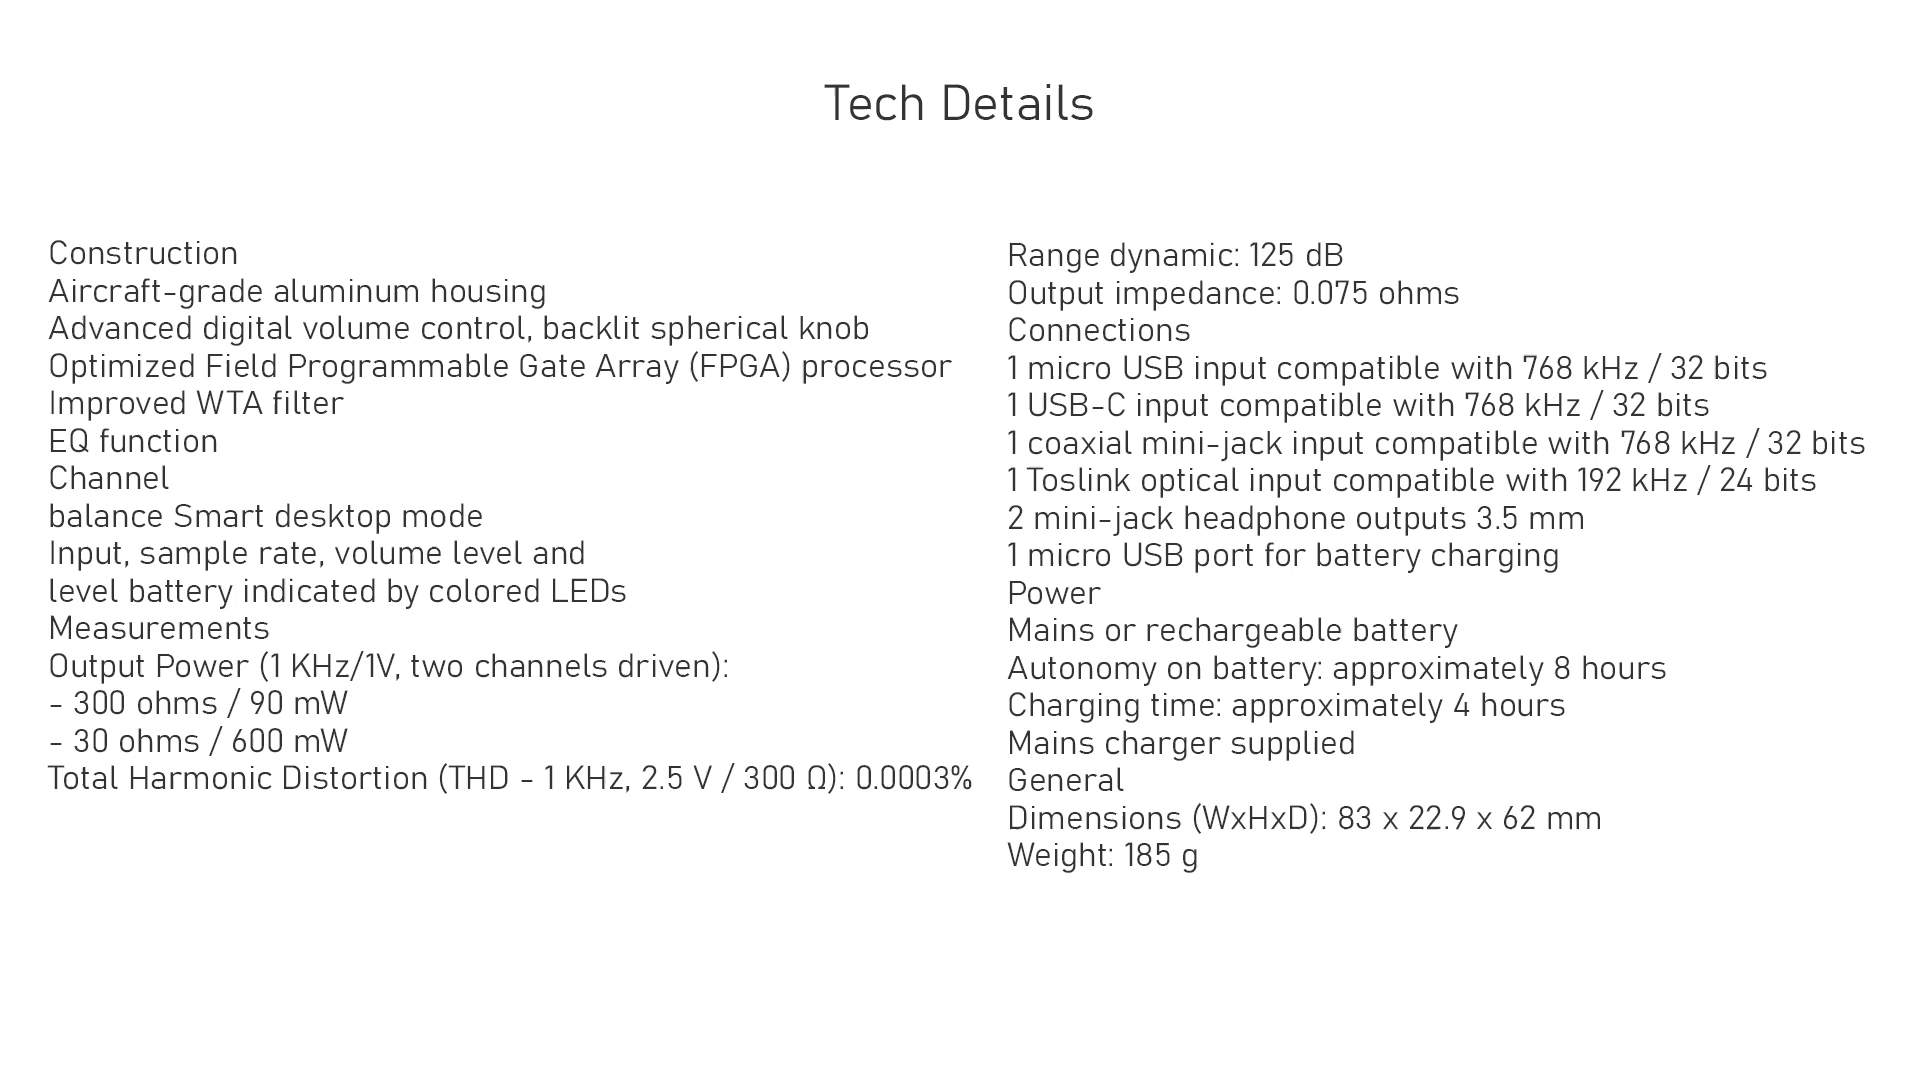 Tech Details
Construction
Aircraft-grade aluminum housing
Advanced digital volume control, backlit spherical knob
Optimized Field Programmable Gate Array (FPGA) processor
Improved WTA filter
EQ function
Channel
balance Smart desktop mode
Input, sample rate, volume level and
level battery indicated by colored LEDs
Measurements
Output Power (1 KHz/1V, two channels driven):
- 300 ohms / 90 mW
- 30 ohms / 600 mW
Total Harmonic Distortion (THD - 1 KHz, 2.5 V / 300 Ω): 0.0003%
Range dynamic: 125 dB
Output impedance: 0.075 ohms
Connections
1 micro USB input compatible with 768 kHz / 32 bits
1 USB-C input compatible with 768 kHz / 32 bits
1 coaxial mini-jack input compatible with 768 kHz / 32 bits
1 Toslink optical input compatible with 192 kHz / 24 bits
2 mini-jack headphone outputs 3.5 mm
1 micro USB port for battery charging
Power
Mains or rechargeable battery
Autonomy on battery: approximately 8 hours
Charging time: approximately 4 hours
Mains charger supplied
General
Dimensions (WxHxD): 83 x 22.9 x 62 mm
Weight: 185 g